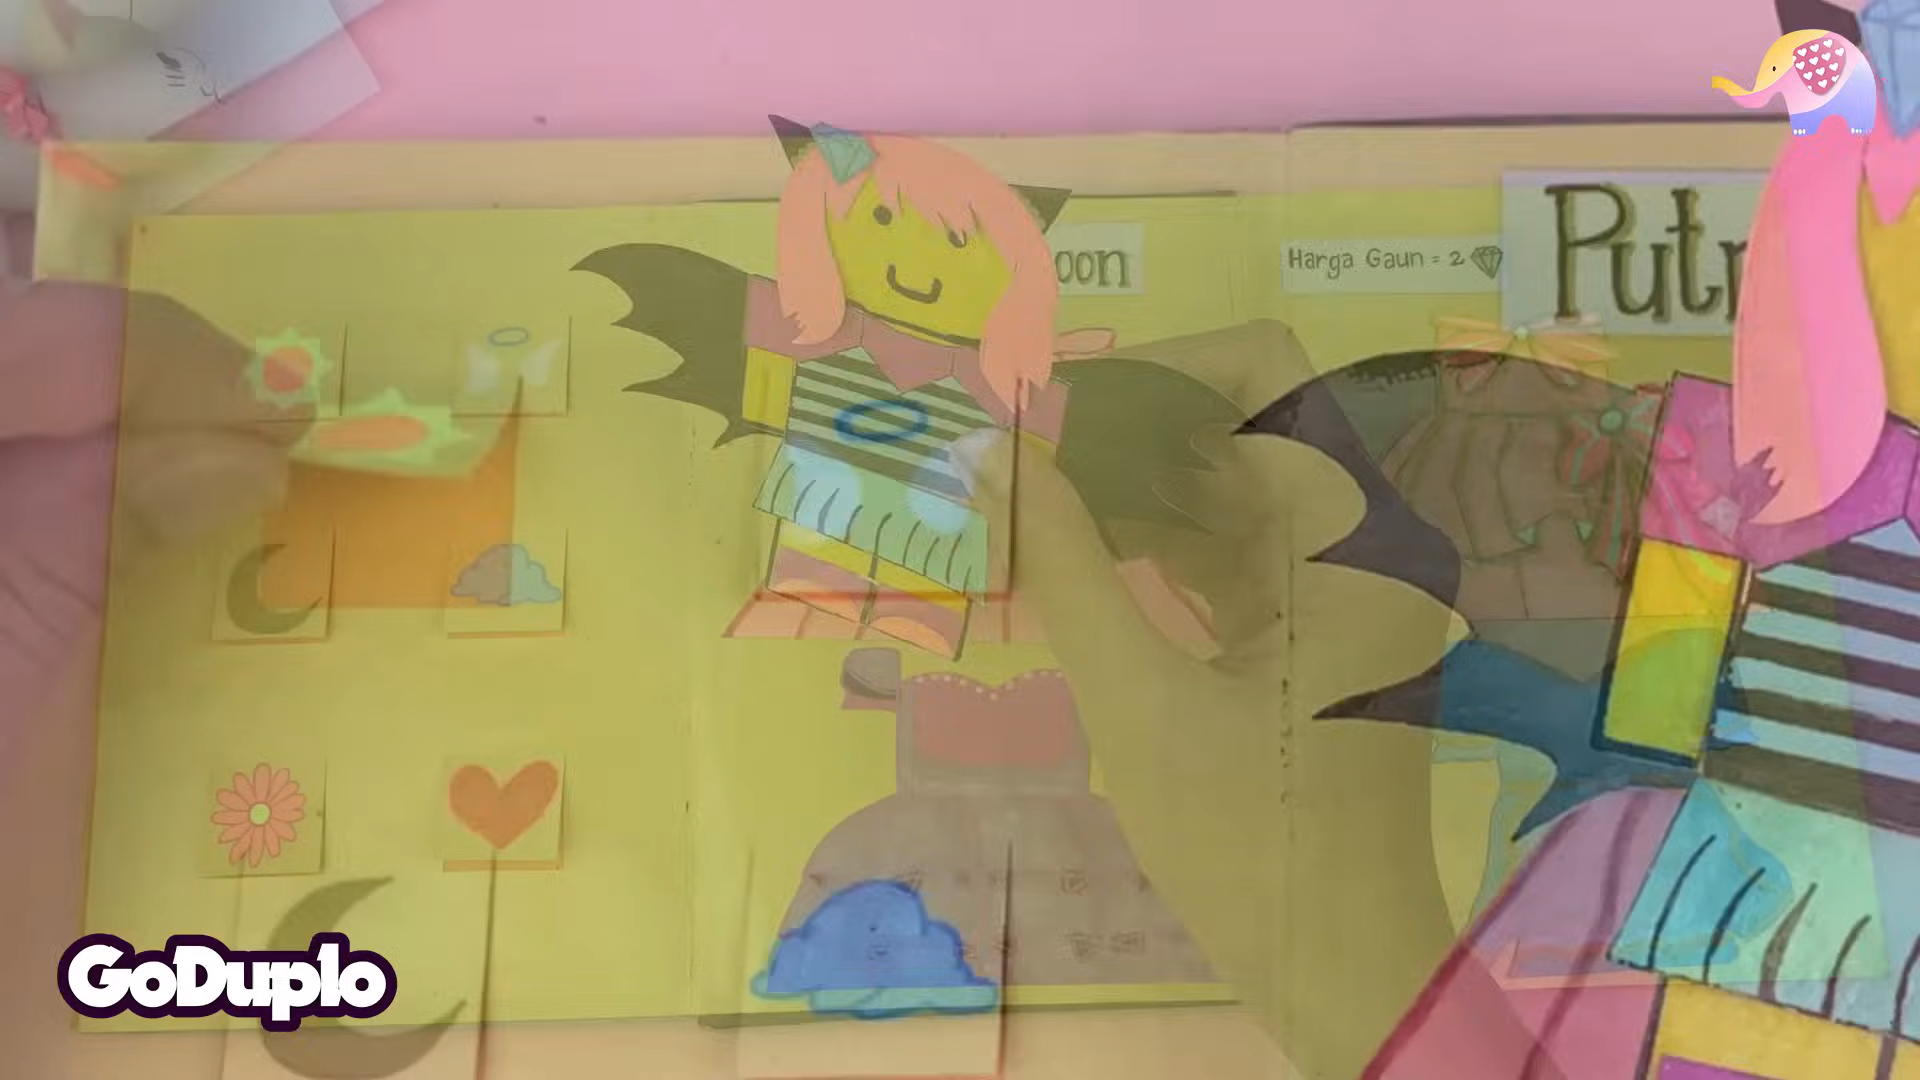 oon
Harga Gaun = 2
Putr
GoDuplo